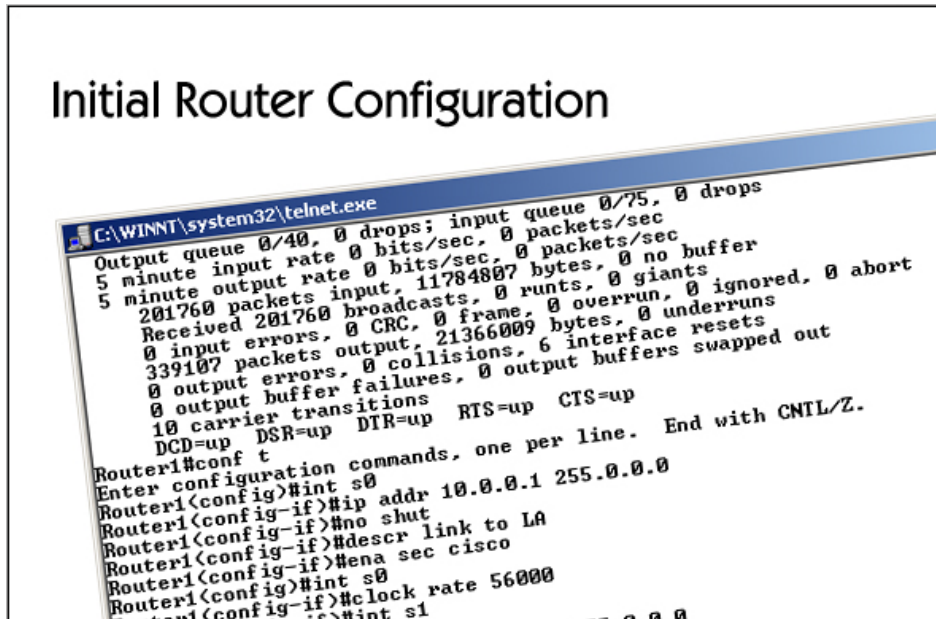 Initial Router Configuration
C:\WINNT\system32\telnet.exe
Output queue 0/40, 0 drops; input queue 0/75, 0 drops
5 minute input rate 0 bits/sec, 0 packets/sec
5 minute output rate 0 bits/sec, 0 packets/sec
201760 packets input, 11784807 bytes, 0 no buffer
Received 201760 broadcasts, 0 runts, 0 giants
0 input errors, 0 CRC, 0 frame, 0 overrun, 0 ignored, 0 abort
339107 packets output, 21366009 bytes, 0 underruns
0 output errors, 0 collisions, 6 interface resets
0 output buffer failures, 0 output buffers swapped out
10 carrier transitions
DCD=up DSR=up DTR=up RTS=up CTS=up
Router1#conf t
Enter configuration commands, one per line. End with CNTL/Z.
Router1(config)#int s0
Router1(config-if)#ip addr 10.0.0.1 255.0.0.0
Router1(config-if)#no shut
Router1(config-if)#descr link to LA
Router1(config-if)#ena sec cisco
Router1(config)#int s0
Router1(config-if)#clock rate 56000
#int s1